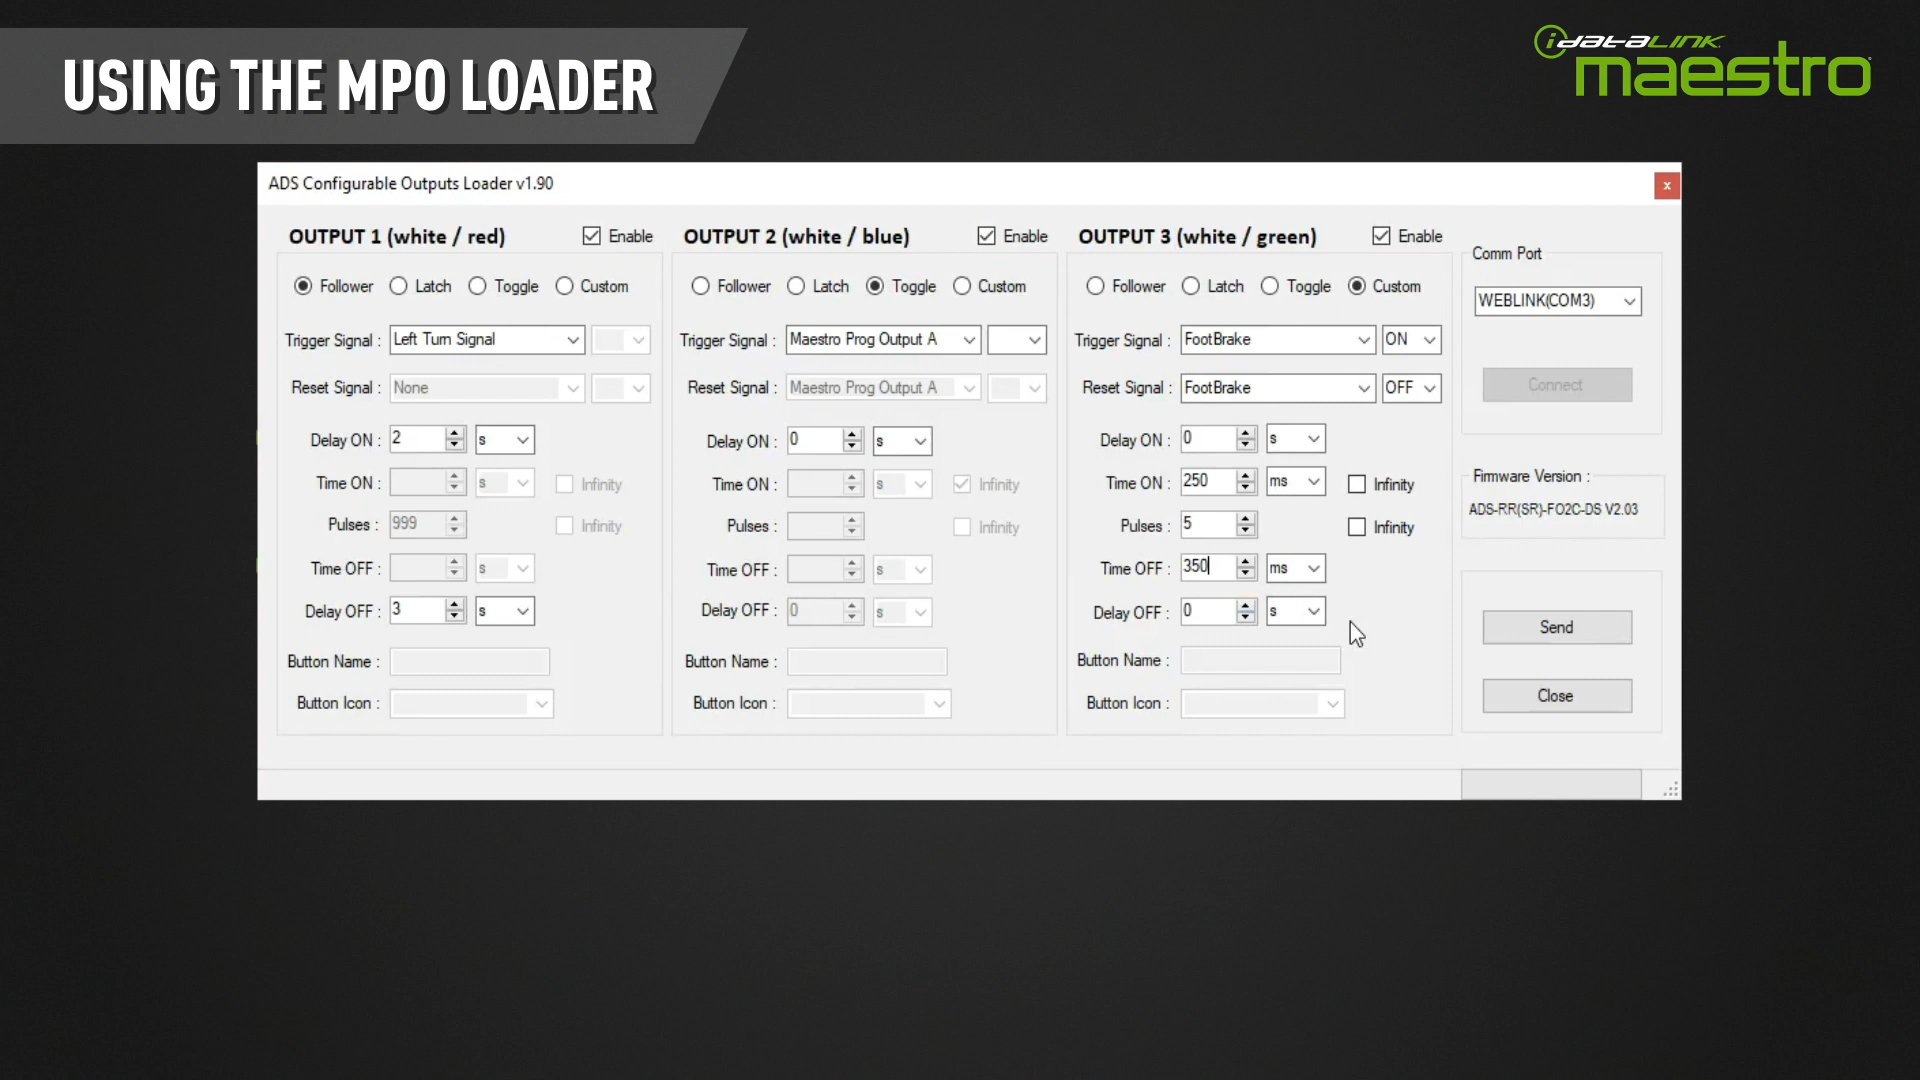 USING THE MPO LOADER
iDataLINK
maestro
ADS Configurable Outputs Loader v1.90
x
OUTPUT 1 (white / red)
Enable
Follower Latch Toggle Custom
Trigger Signal : Left Turn Signal
Reset Signal : None
Delay ON : 2 s
Time ON : s Infinity
Pulses : 999 Infinity
Time OFF : s
Delay OFF : 3 s
Button Name :
Button Icon :
OUTPUT 2 (white / blue)
Enable
Follower Latch Toggle Custom
Trigger Signal : Maestro Prog Output A
Reset Signal : Maestro Prog Output A
Delay ON : 0 s
Time ON : s Infinity
Pulses : Infinity
Time OFF : s
Delay OFF : 0 s
Button Name :
Button Icon :
OUTPUT 3 (white / green)
Enable
Follower Latch Toggle Custom
Trigger Signal : FootBrake ON
Reset Signal : FootBrake OFF
Delay ON : 0 s
Time ON : 250 ms Infinity
Pulses : 5 Infinity
Time OFF : 350 ms
Delay OFF : 0 s
Button Name :
Button Icon :
Comm Port
WEBLINK(COM3)
Connect
Firmware Version :
ADS-RR(SR)-FO2C-DS V2.03
Send
Close